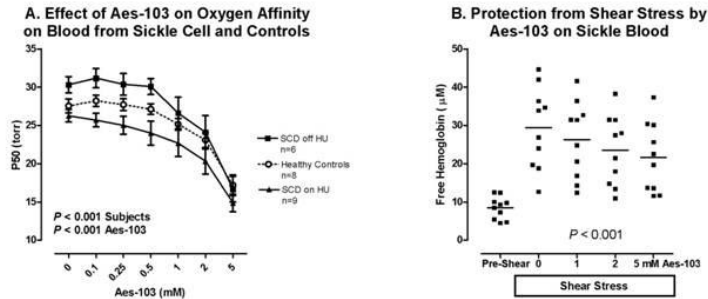 A. Effect of Aes-103 on Oxygen Affinity
on Blood from Sickle Cell and Controls
35
30
25
20
15
10
P50 (torr)
SCD off HU
n=6
Healthy Controls
n=8
SCD on HU
n=9
P < 0.001 Subjects
P < 0.001 Aes-103
0 0.1 0.25 0.5 1 2 5
Aes-103 (mM)
B. Protection from Shear Stress by
Aes-103 on Sickle Blood
50
40
30
20
10
0
Free Hemoglobin ( μM)
P < 0.001
Pre-Shear 0 1 2 5 mM Aes-103
Shear Stress